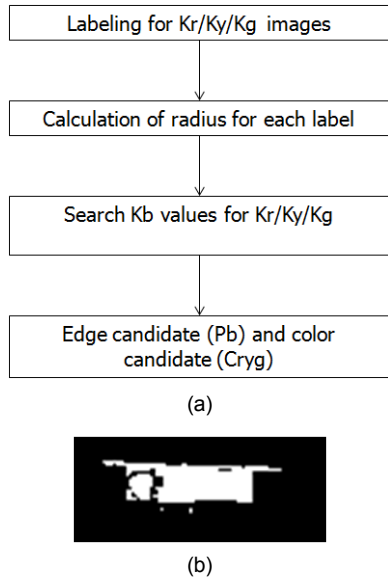 Labeling for Kr/Ky/Kg images
Calculation of radius for each label
Search Kb values for Kr/Ky/Kg
Edge candidate (Pb) and color
candidate (Cryg)
(a)
(b)